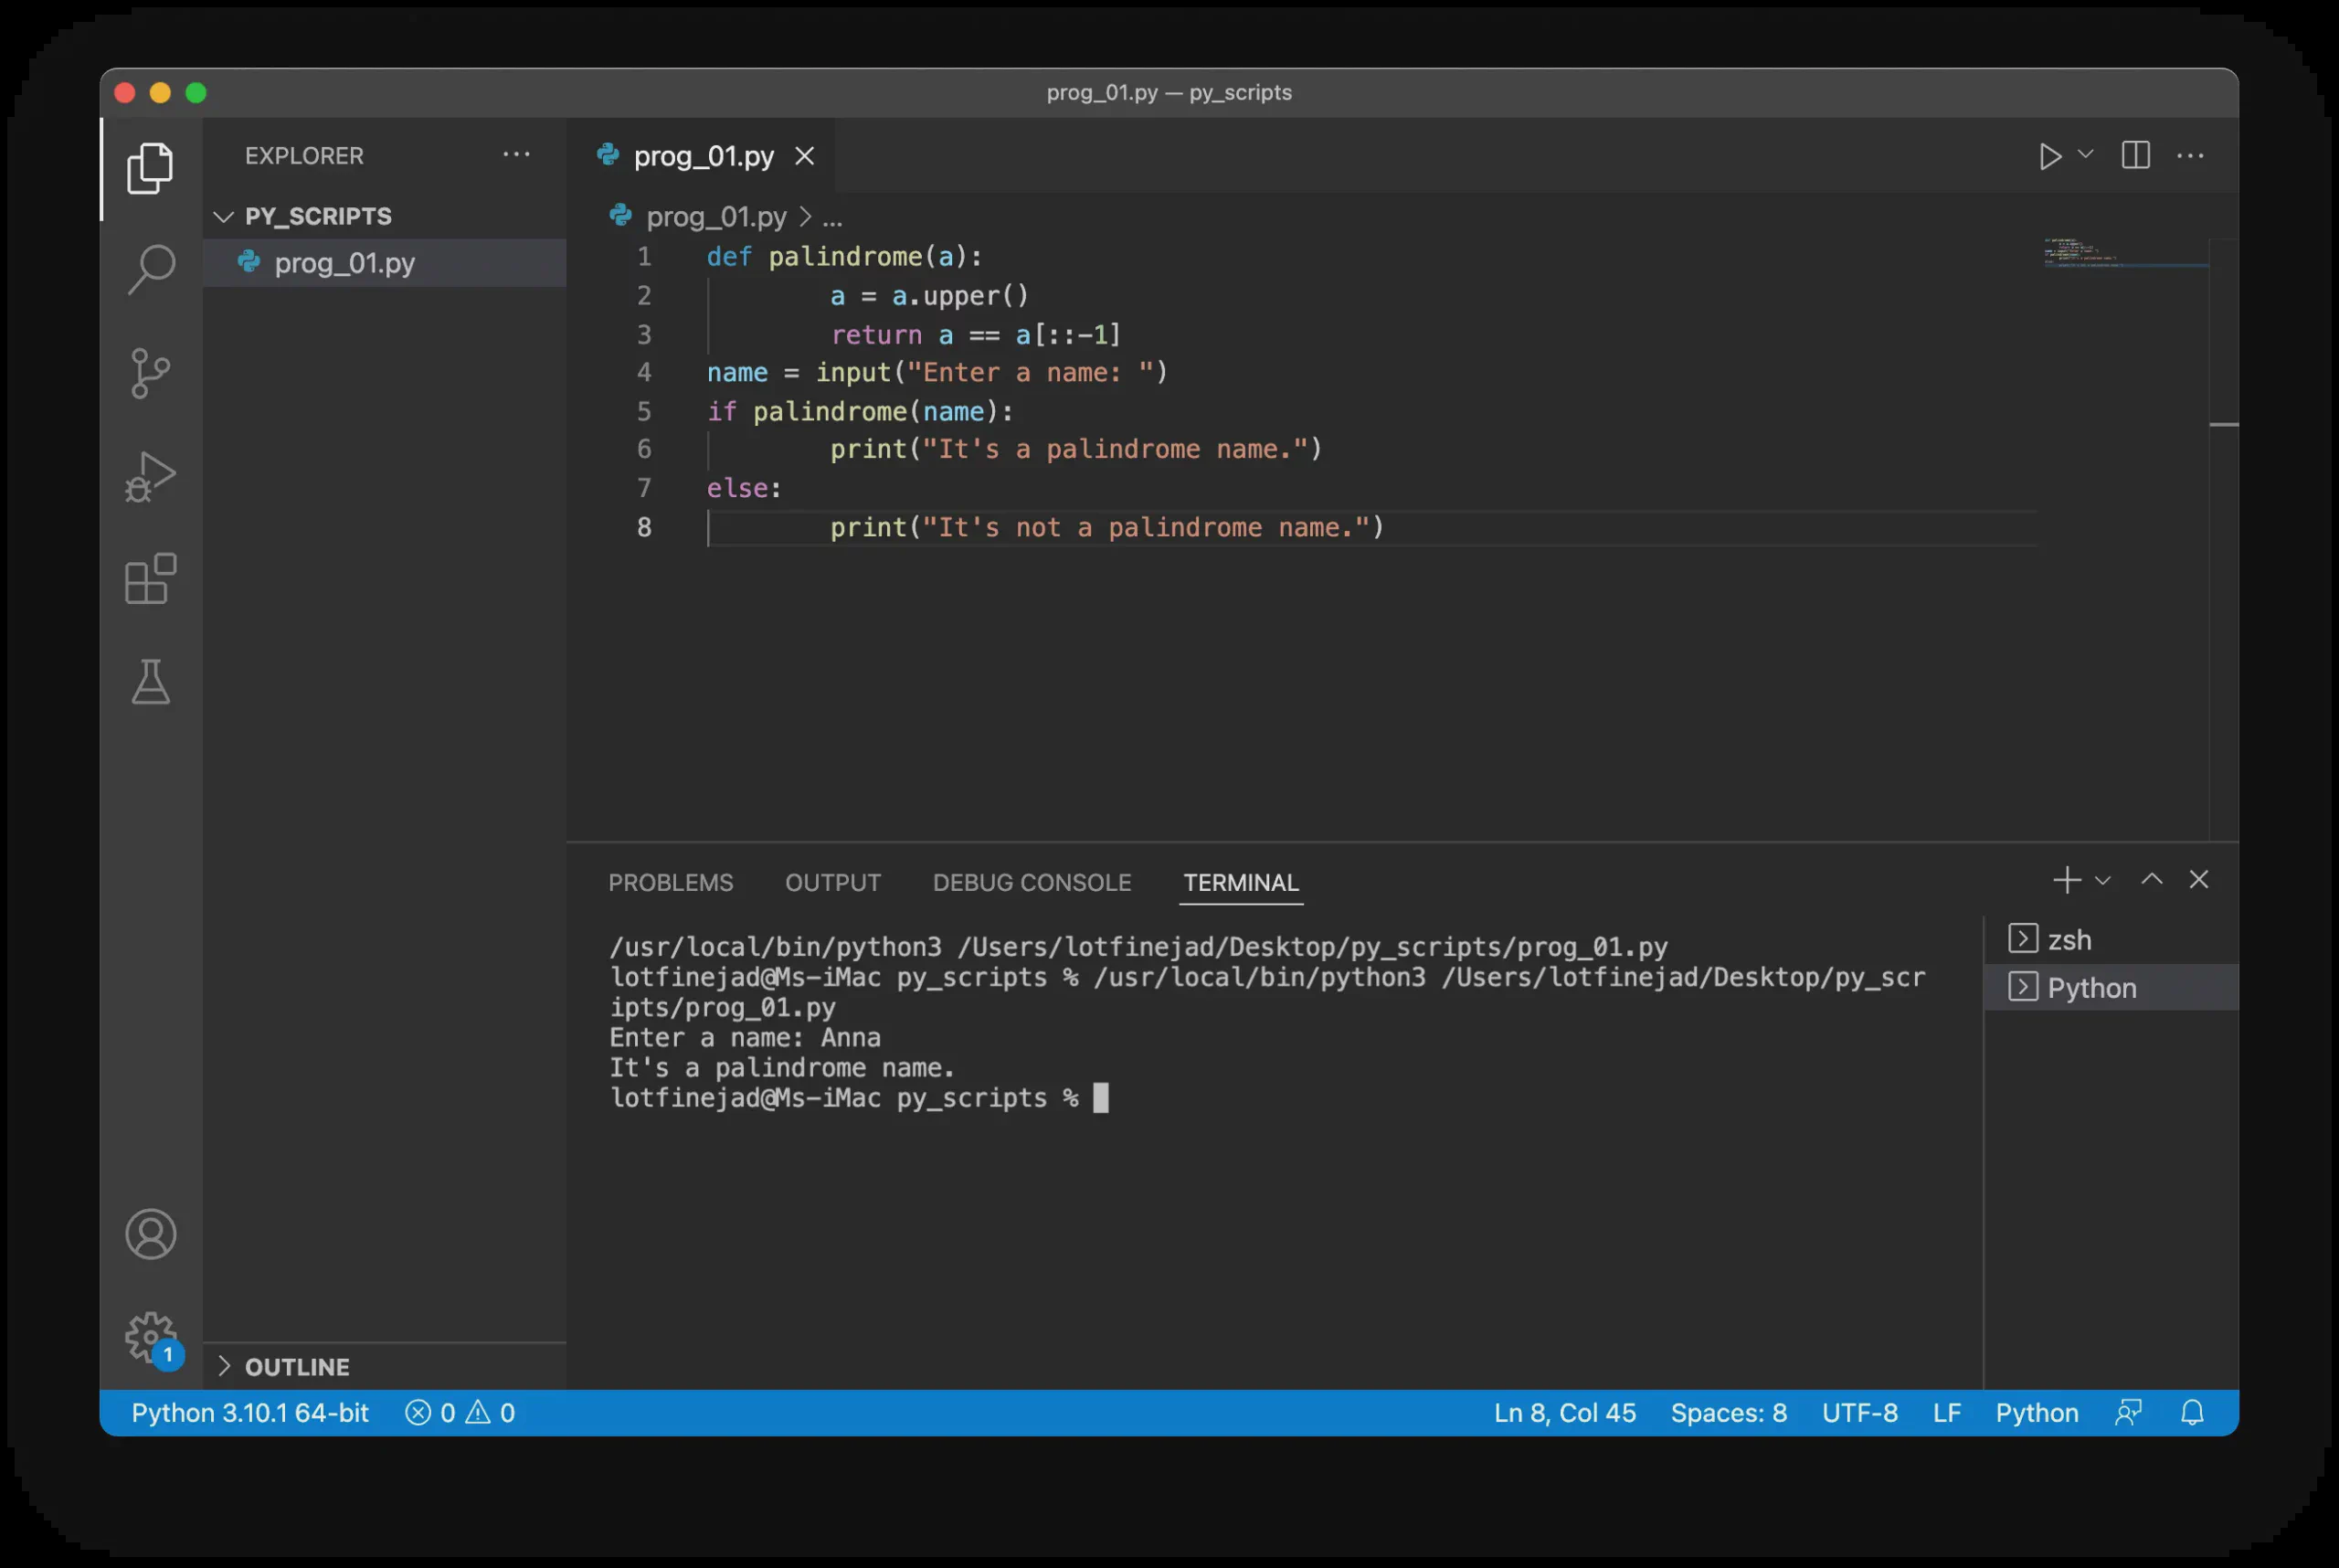 prog_01.py — py_scripts
EXPLORER
PY_SCRIPTS
prog_01.py
prog_01.py
prog_01.py > ...
1 def palindrome(a):
2         a = a.upper()
3         return a == a[::-1]
4 name = input("Enter a name: ")
5 if palindrome(name):
6         print("It's a palindrome name.")
7 else:
8         print("It's not a palindrome name.")
PROBLEMS OUTPUT DEBUG CONSOLE TERMINAL
/usr/local/bin/python3 /Users/lotfinejad/Desktop/py_scripts/prog_01.py
lotfinejad@Ms-iMac py_scripts % /usr/local/bin/python3 /Users/lotfinejad/Desktop/py_scr
ipts/prog_01.py
Enter a name: Anna
It's a palindrome name.
lotfinejad@Ms-iMac py_scripts %
zsh
Python
1
OUTLINE
Python 3.10.1 64-bit 0 0 Ln 8, Col 45 Spaces: 8 UTF-8 LF Python